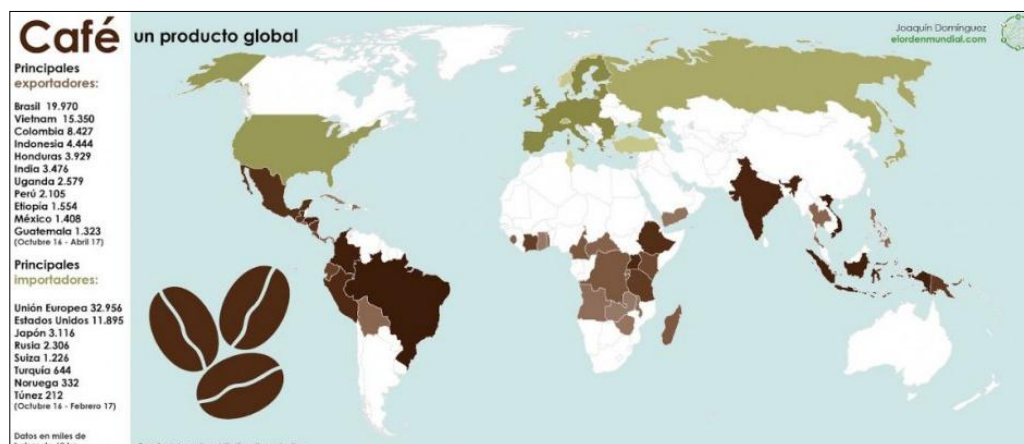 Café un producto global
Joaquín Domínguez
elordenmundial.com
Principales
exportadores:
Brasil 19.970
Vietnam 15.350
Colombia 8.427
Indonesia 4.444
Honduras 3.929
India 3.476
Uganda 2.579
Perú 2.105
Etiopía 1.554
México 1.408
Guatemala 1.323
(Octubre 16 - Abril 17)
Principales
importadores:
Unión Europea 32.956
Estados Unidos 11.895
Japón 3.116
Rusia 2.306
Suiza 1.226
Turquía 644
Noruega 332
Túnez 212
(Octubre 16 - Febrero 17)
Datos en miles de